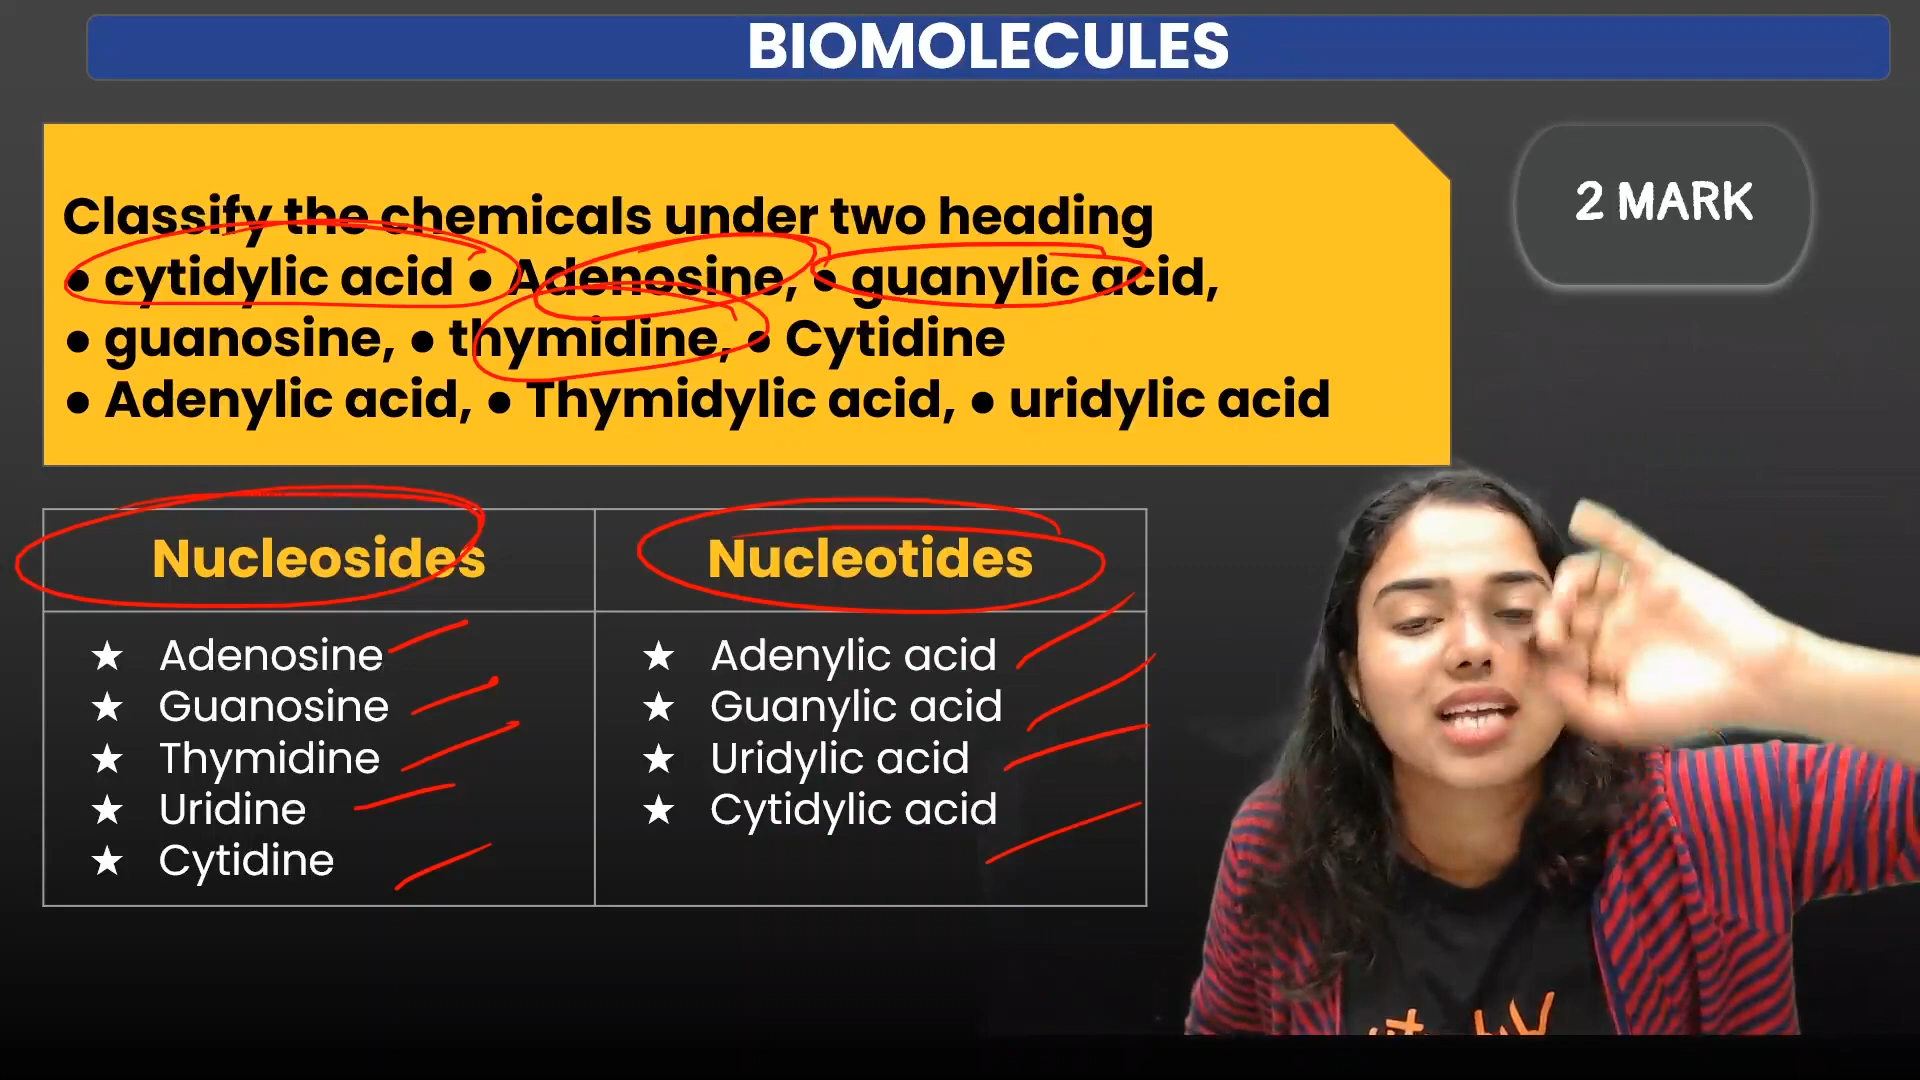 BIOMOLECULES
2 MARK
Classify the chemicals under two heading
● cytidylic acid ● Adenosine, ● guanylic acid,
● guanosine, ● thymidine, ● Cytidine
● Adenylic acid, ● Thymidylic acid, ● uridylic acid
Nucleosides
★ Adenosine
★ Guanosine
★ Thymidine
★ Uridine
★ Cytidine
Nucleotides
★ Adenylic acid
★ Guanylic acid
★ Uridylic acid
★ Cytidylic acid